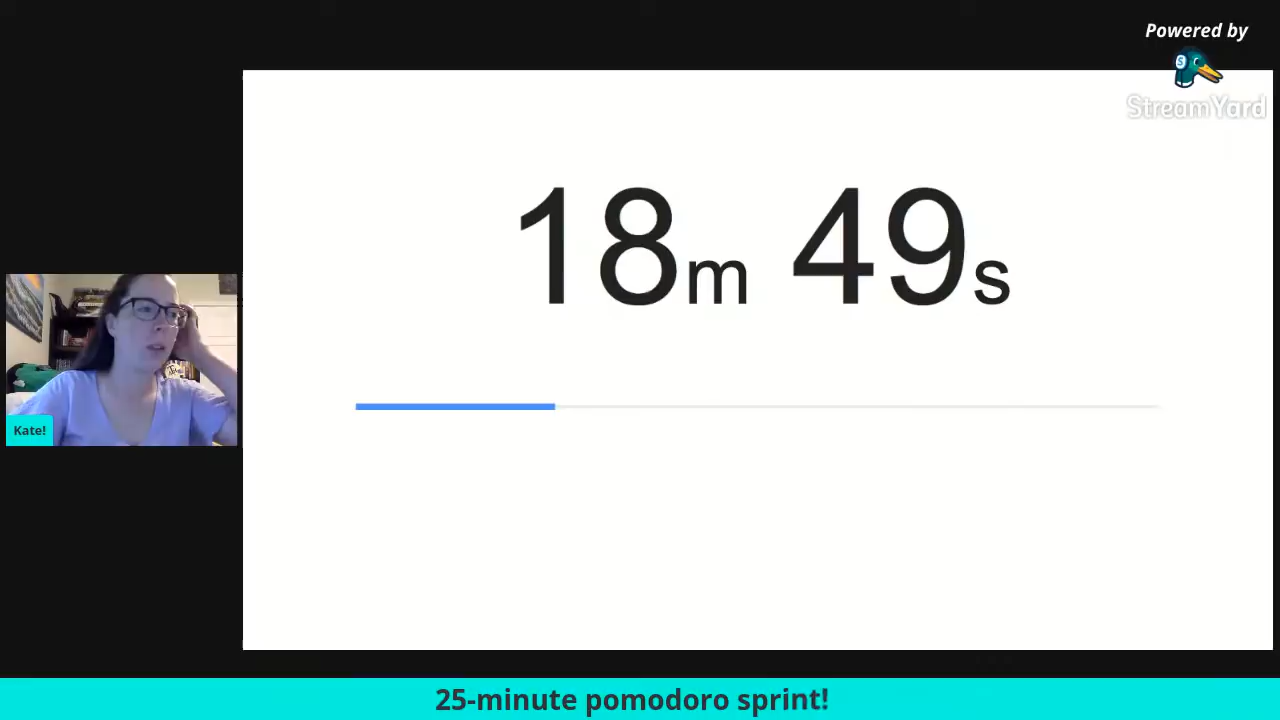 Powered by
StreamYard
18m 49s
Kate!
25-minute pomodoro sprint!